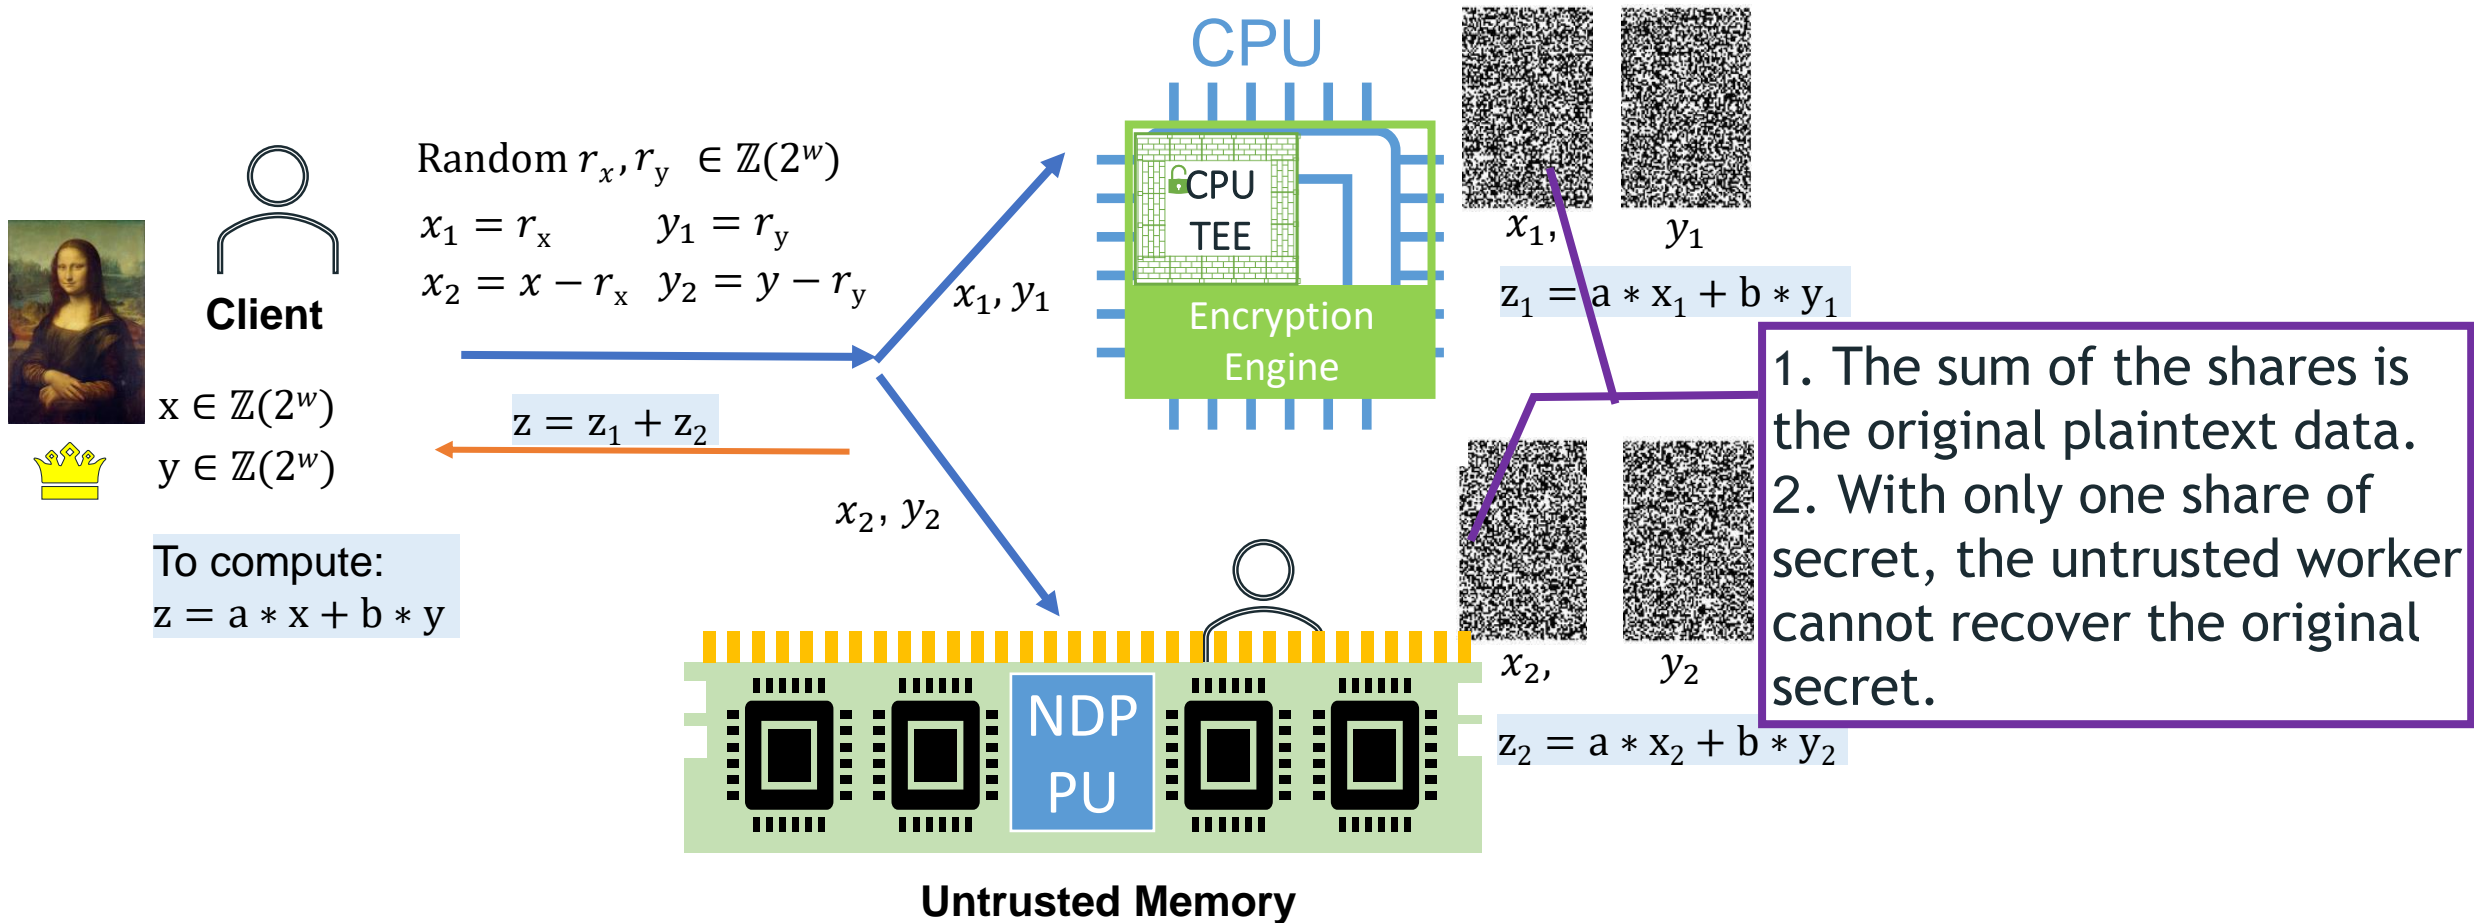 CPU
Random r_x, r_y ∈ ℤ(2^w)
x_1 = r_x y_1 = r_y
x_2 = x − r_x y_2 = y − r_y
Client
x ∈ ℤ(2^w)
y ∈ ℤ(2^w)
To compute:
z = a ∗ x + b ∗ y
z = z_1 + z_2
x_1, y_1
x_2, y_2
CPU
TEE
Encryption
Engine
x_1, y_1
z_1 = a ∗ x_1 + b ∗ y_1
1. The sum of the shares is
the original plaintext data.
2. With only one share of
secret, the untrusted worker
cannot recover the original
secret.
x_2, y_2
z_2 = a ∗ x_2 + b ∗ y_2
NDP
PU
Untrusted Memory